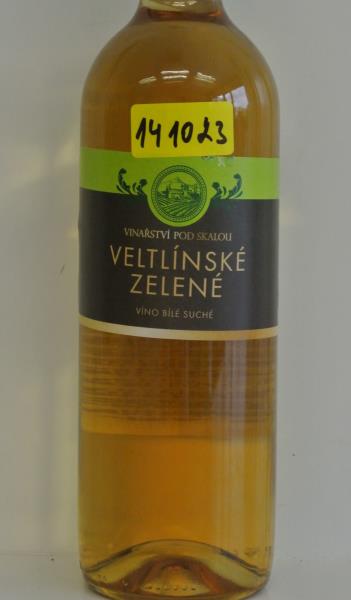 141023
VINAŘSTVÍ POD SKALOU
VELTLÍNSKÉ
ZELENÉ
VÍNO BÍLÉ SUCHÉ